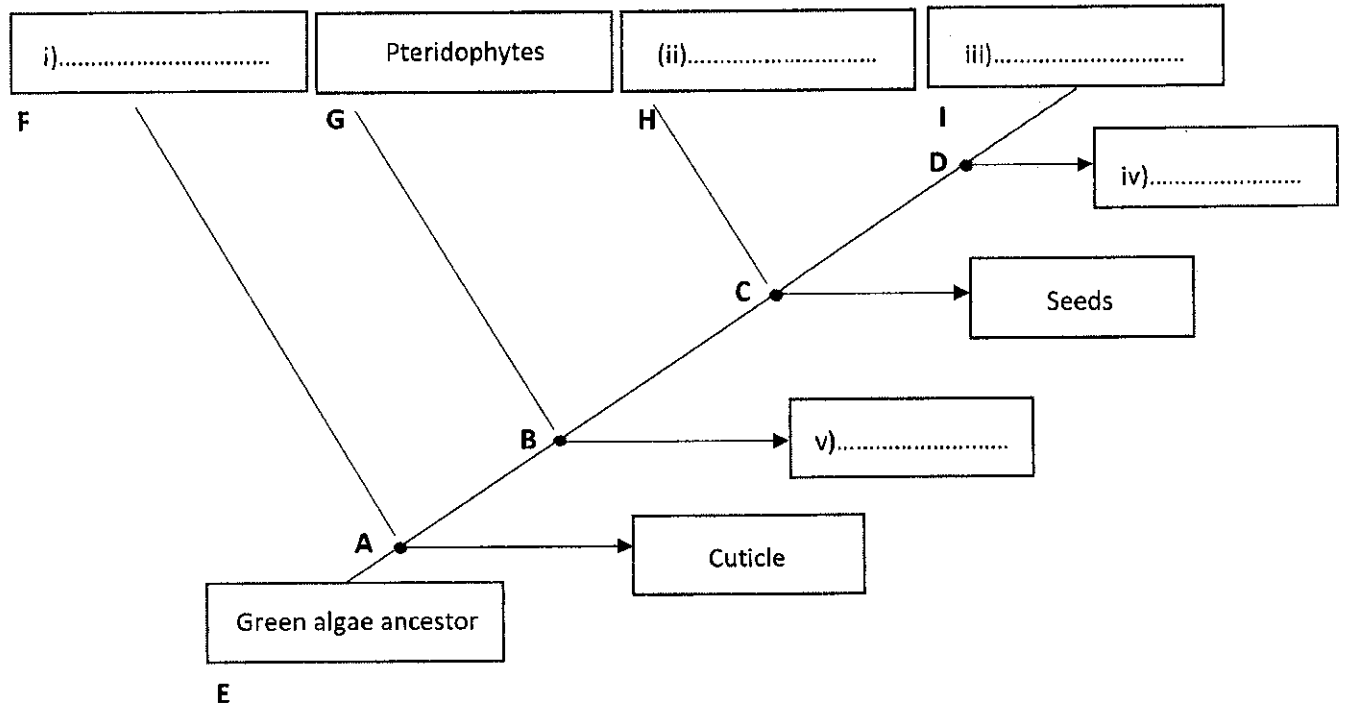 i)................................
Pteridophytes
(ii).............................
iii).............................
F
G
H
I
D
iv).......................
C
Seeds
B
v)..........................
A
Cuticle
Green algae ancestor
E